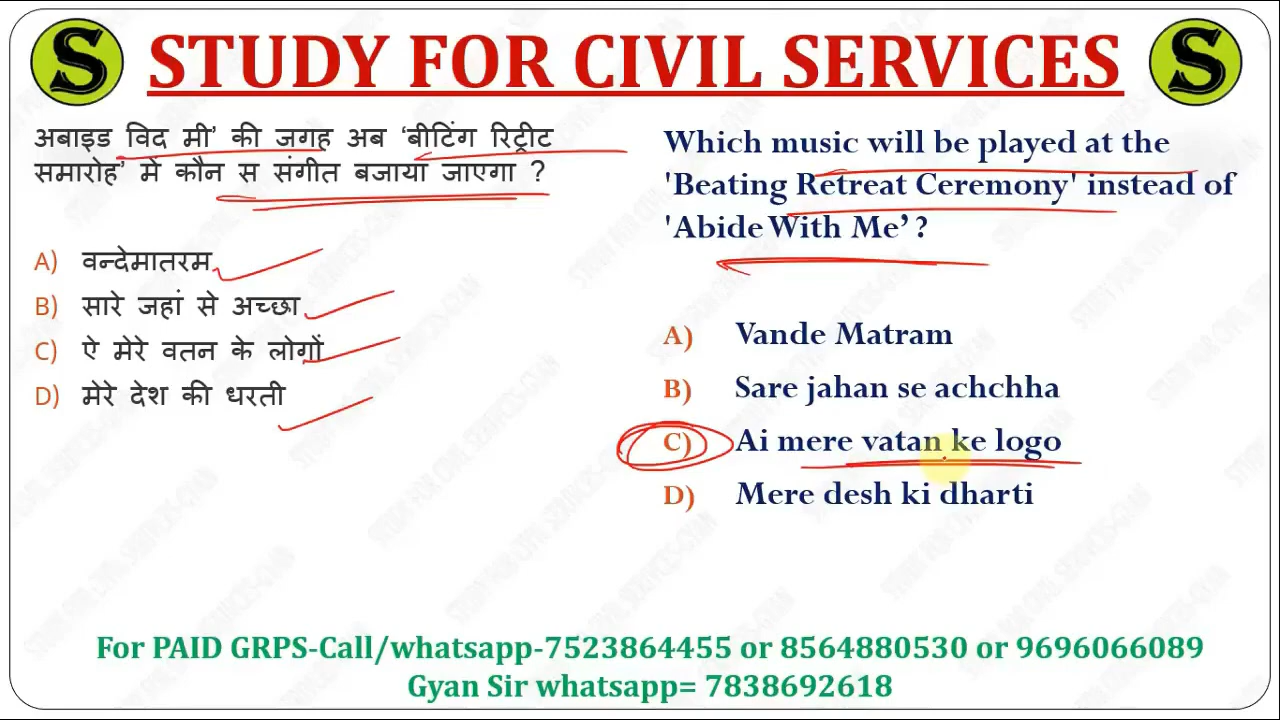 S STUDY FOR CIVIL SERVICES S
अबाइड विद मी’ की जगह अब ‘बीटिंग रिट्रीट
समारोह’ में कौन स संगीत बजाया जाएगा ?
A) वन्देमातरम
B) सारे जहां से अच्छा
C) ऐ मेरे वतन के लोगों
D) मेरे देश की धरती
Which music will be played at the
'Beating Retreat Ceremony' instead of
'Abide With Me’ ?
A) Vande Matram
B) Sare jahan se achchha
C) Ai mere vatan ke logo
D) Mere desh ki dharti
For PAID GRPS-Call/whatsapp-7523864455 or 8564880530 or 9696066089
Gyan Sir whatsapp= 7838692618